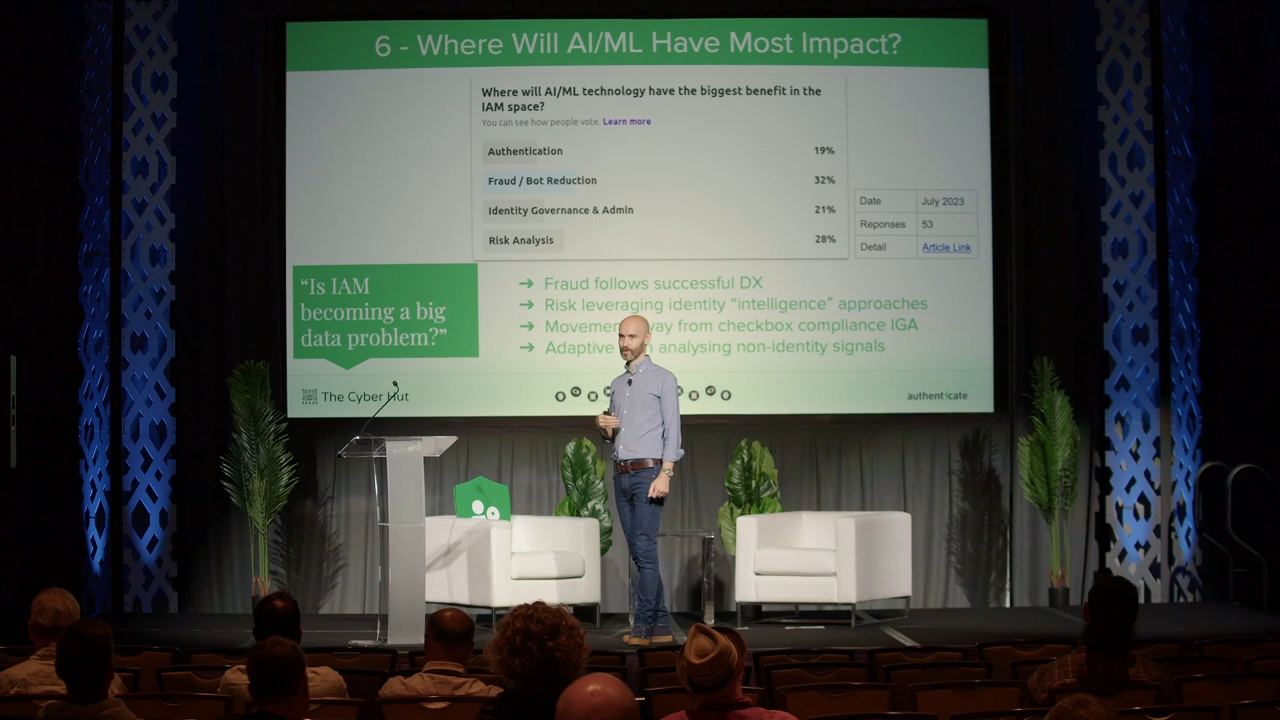 6 - Where Will AI/ML Have Most Impact?
Where will AI/ML technology have the biggest benefit in the
IAM space?
You can see how people vote. Learn more
Authentication 19%
Fraud / Bot Reduction 32%
Identity Governance & Admin 21%
Risk Analysis 28%
Date July 2023
Reponses 53
Detail Article Link
“Is IAM
becoming a big
data problem?”
➔ Fraud follows successful DX
➔ Risk leveraging identity “intelligence” approaches
➔ way from checkbox compliance IGA
➔ Adaptive analysing non-identity signals
The Cyber Hut
authenticate